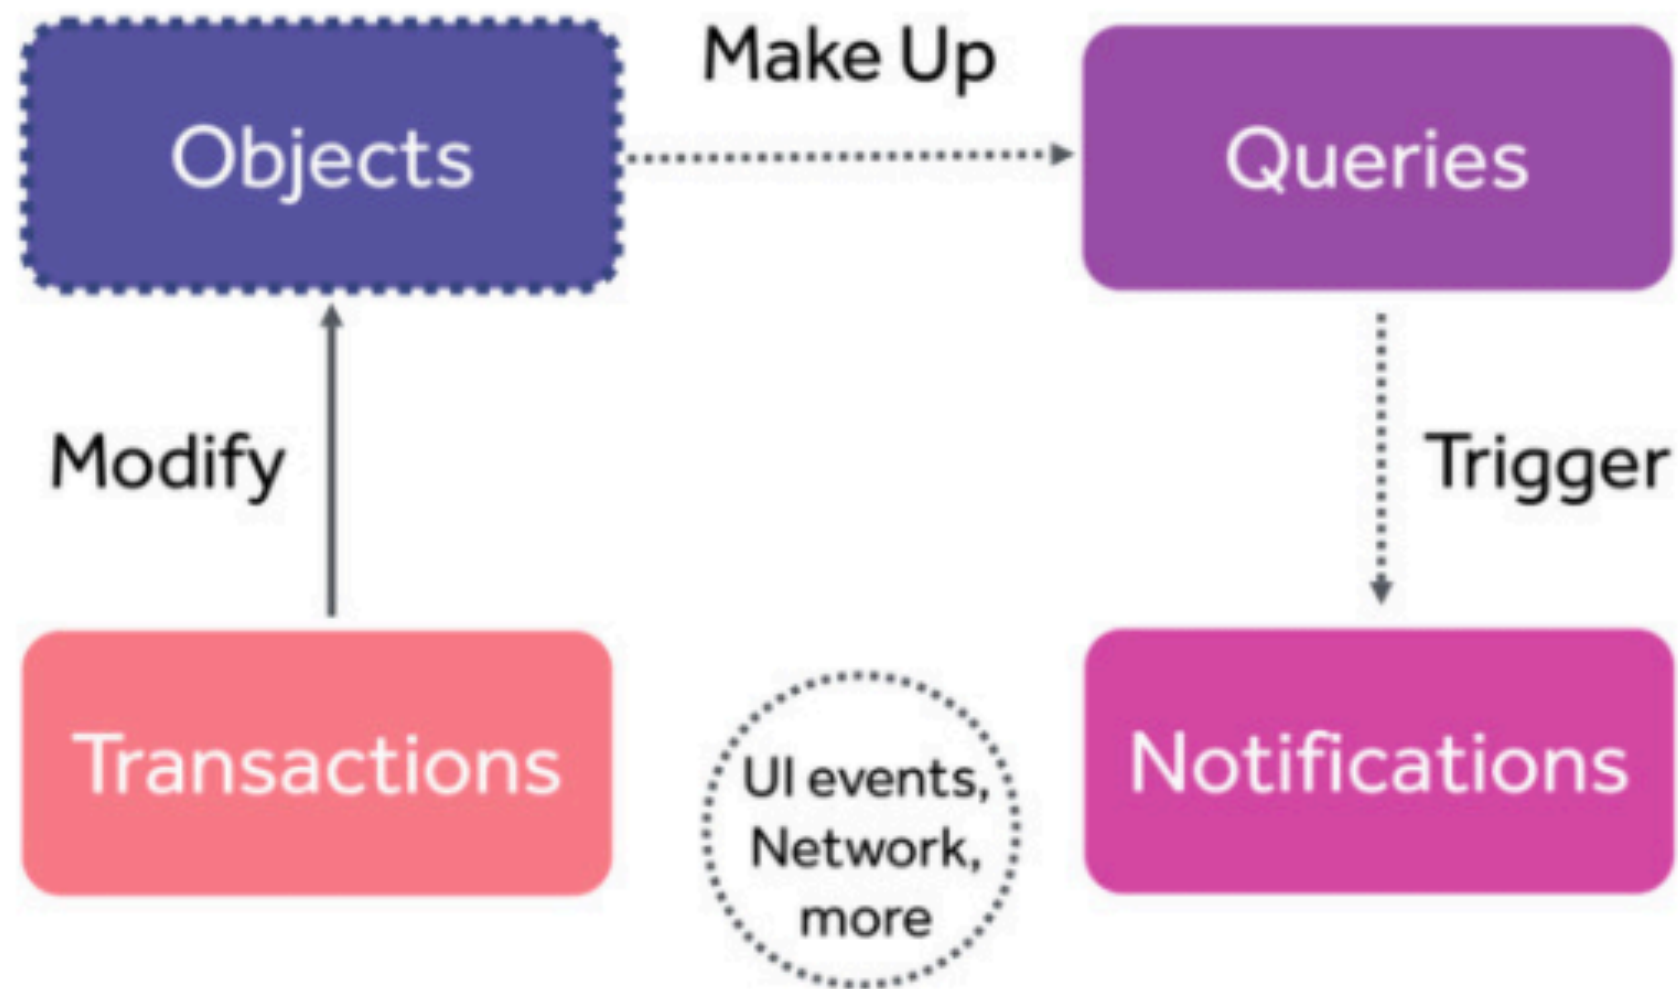 Make Up
Objects
Queries
Modify
Trigger
Transactions
UI events,
Network,
more
Notifications